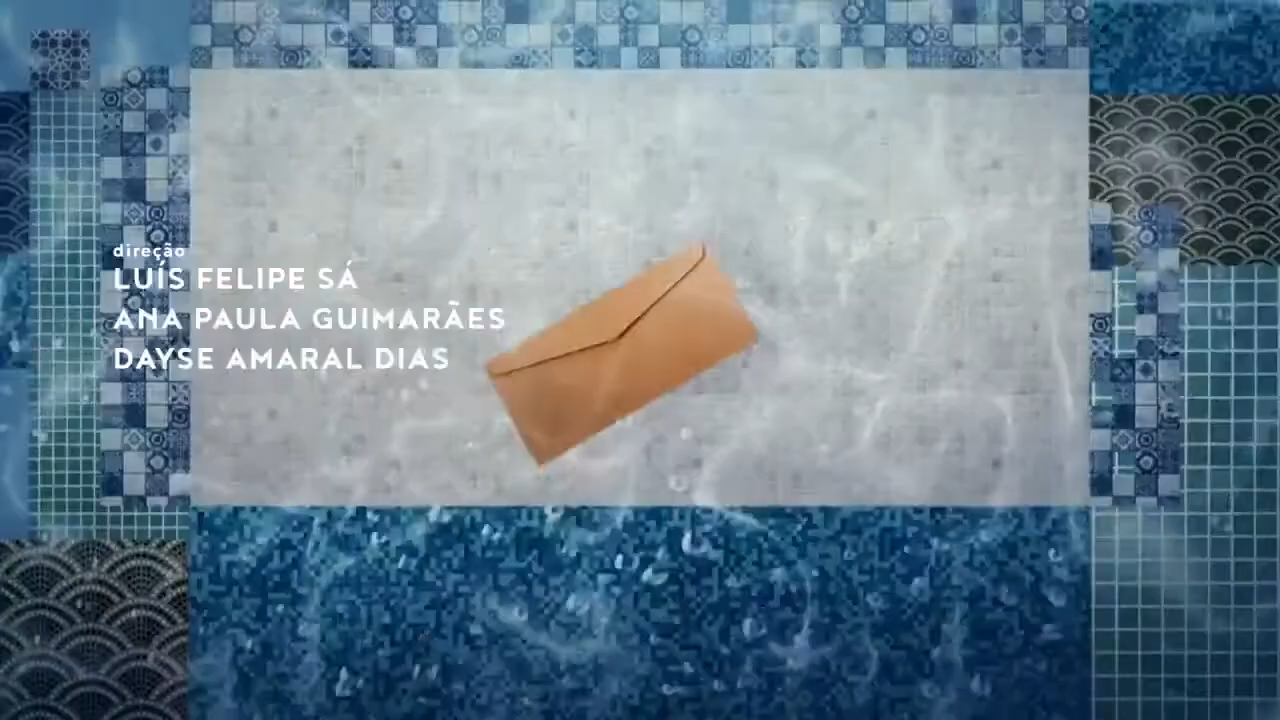 direção
LUÍS FELIPE SÁ
ANA PAULA GUIMARÃES
DAYSE AMARAL DIAS